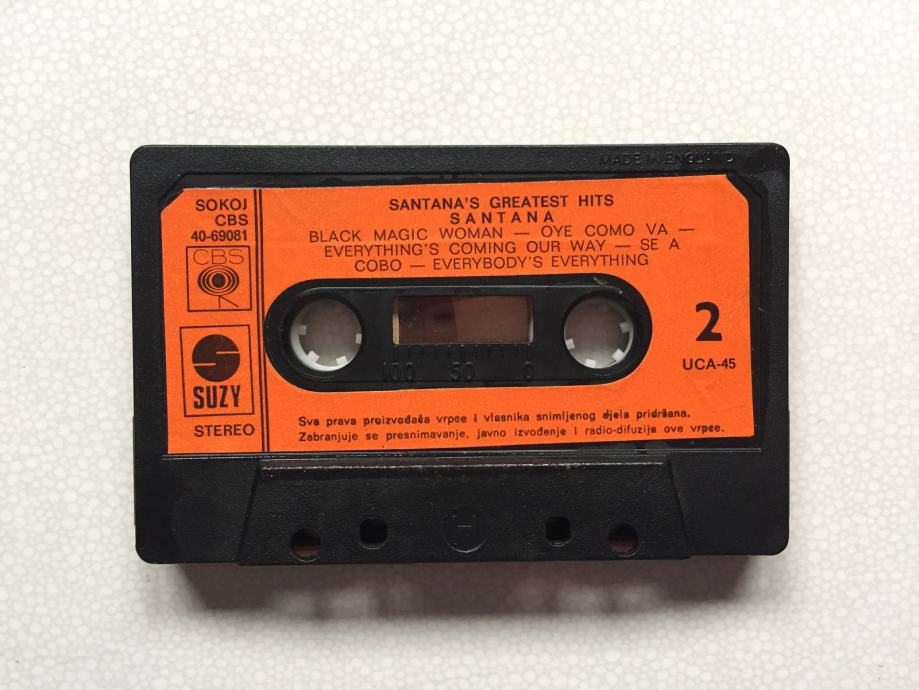 MADE IN ENGLAND
SOKOJ
CBS
40-69081
CBS
SUZY
STEREO
SANTANA'S GREATEST HITS
SANTANA
BLACK MAGIC WOMAN — OYE COMO VA —
EVERYTHING'S COMING OUR WAY — SE A
COBO — EVERYBODY'S EVERYTHING
100 50 0
2
UCA-45
Sva prava proizvođača vrpce i vlasnika snimljenog djela pridržana.
Zabranjuje se presnimavanje, javno izvođenje i radio-difuzija ove vrpce.